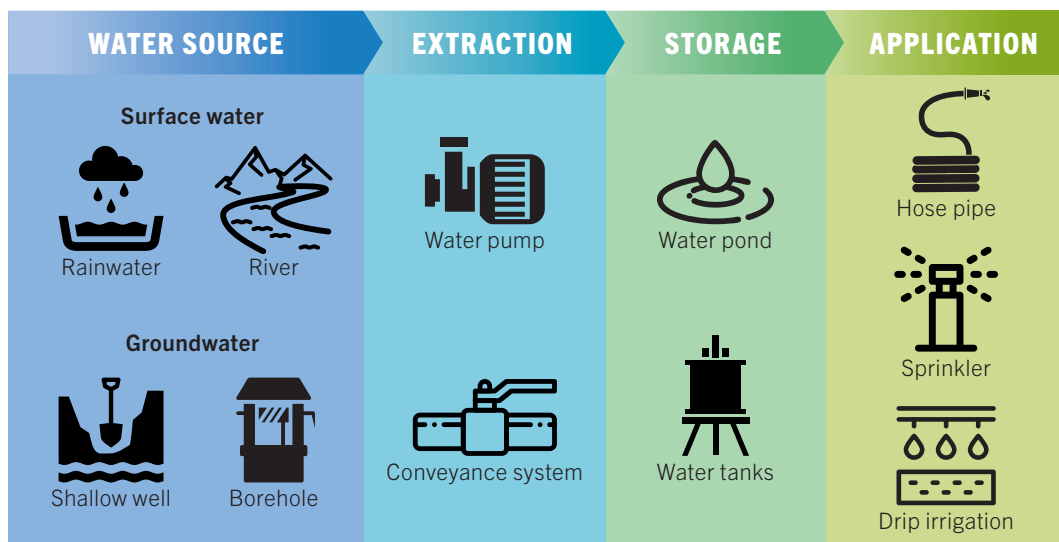 WATER SOURCE
EXTRACTION
STORAGE
APPLICATION
Surface water
Rainwater
River
Groundwater
Shallow well
Borehole
Water pump
Conveyance system
Water pond
Water tanks
Hose pipe
Sprinkler
Drip irrigation